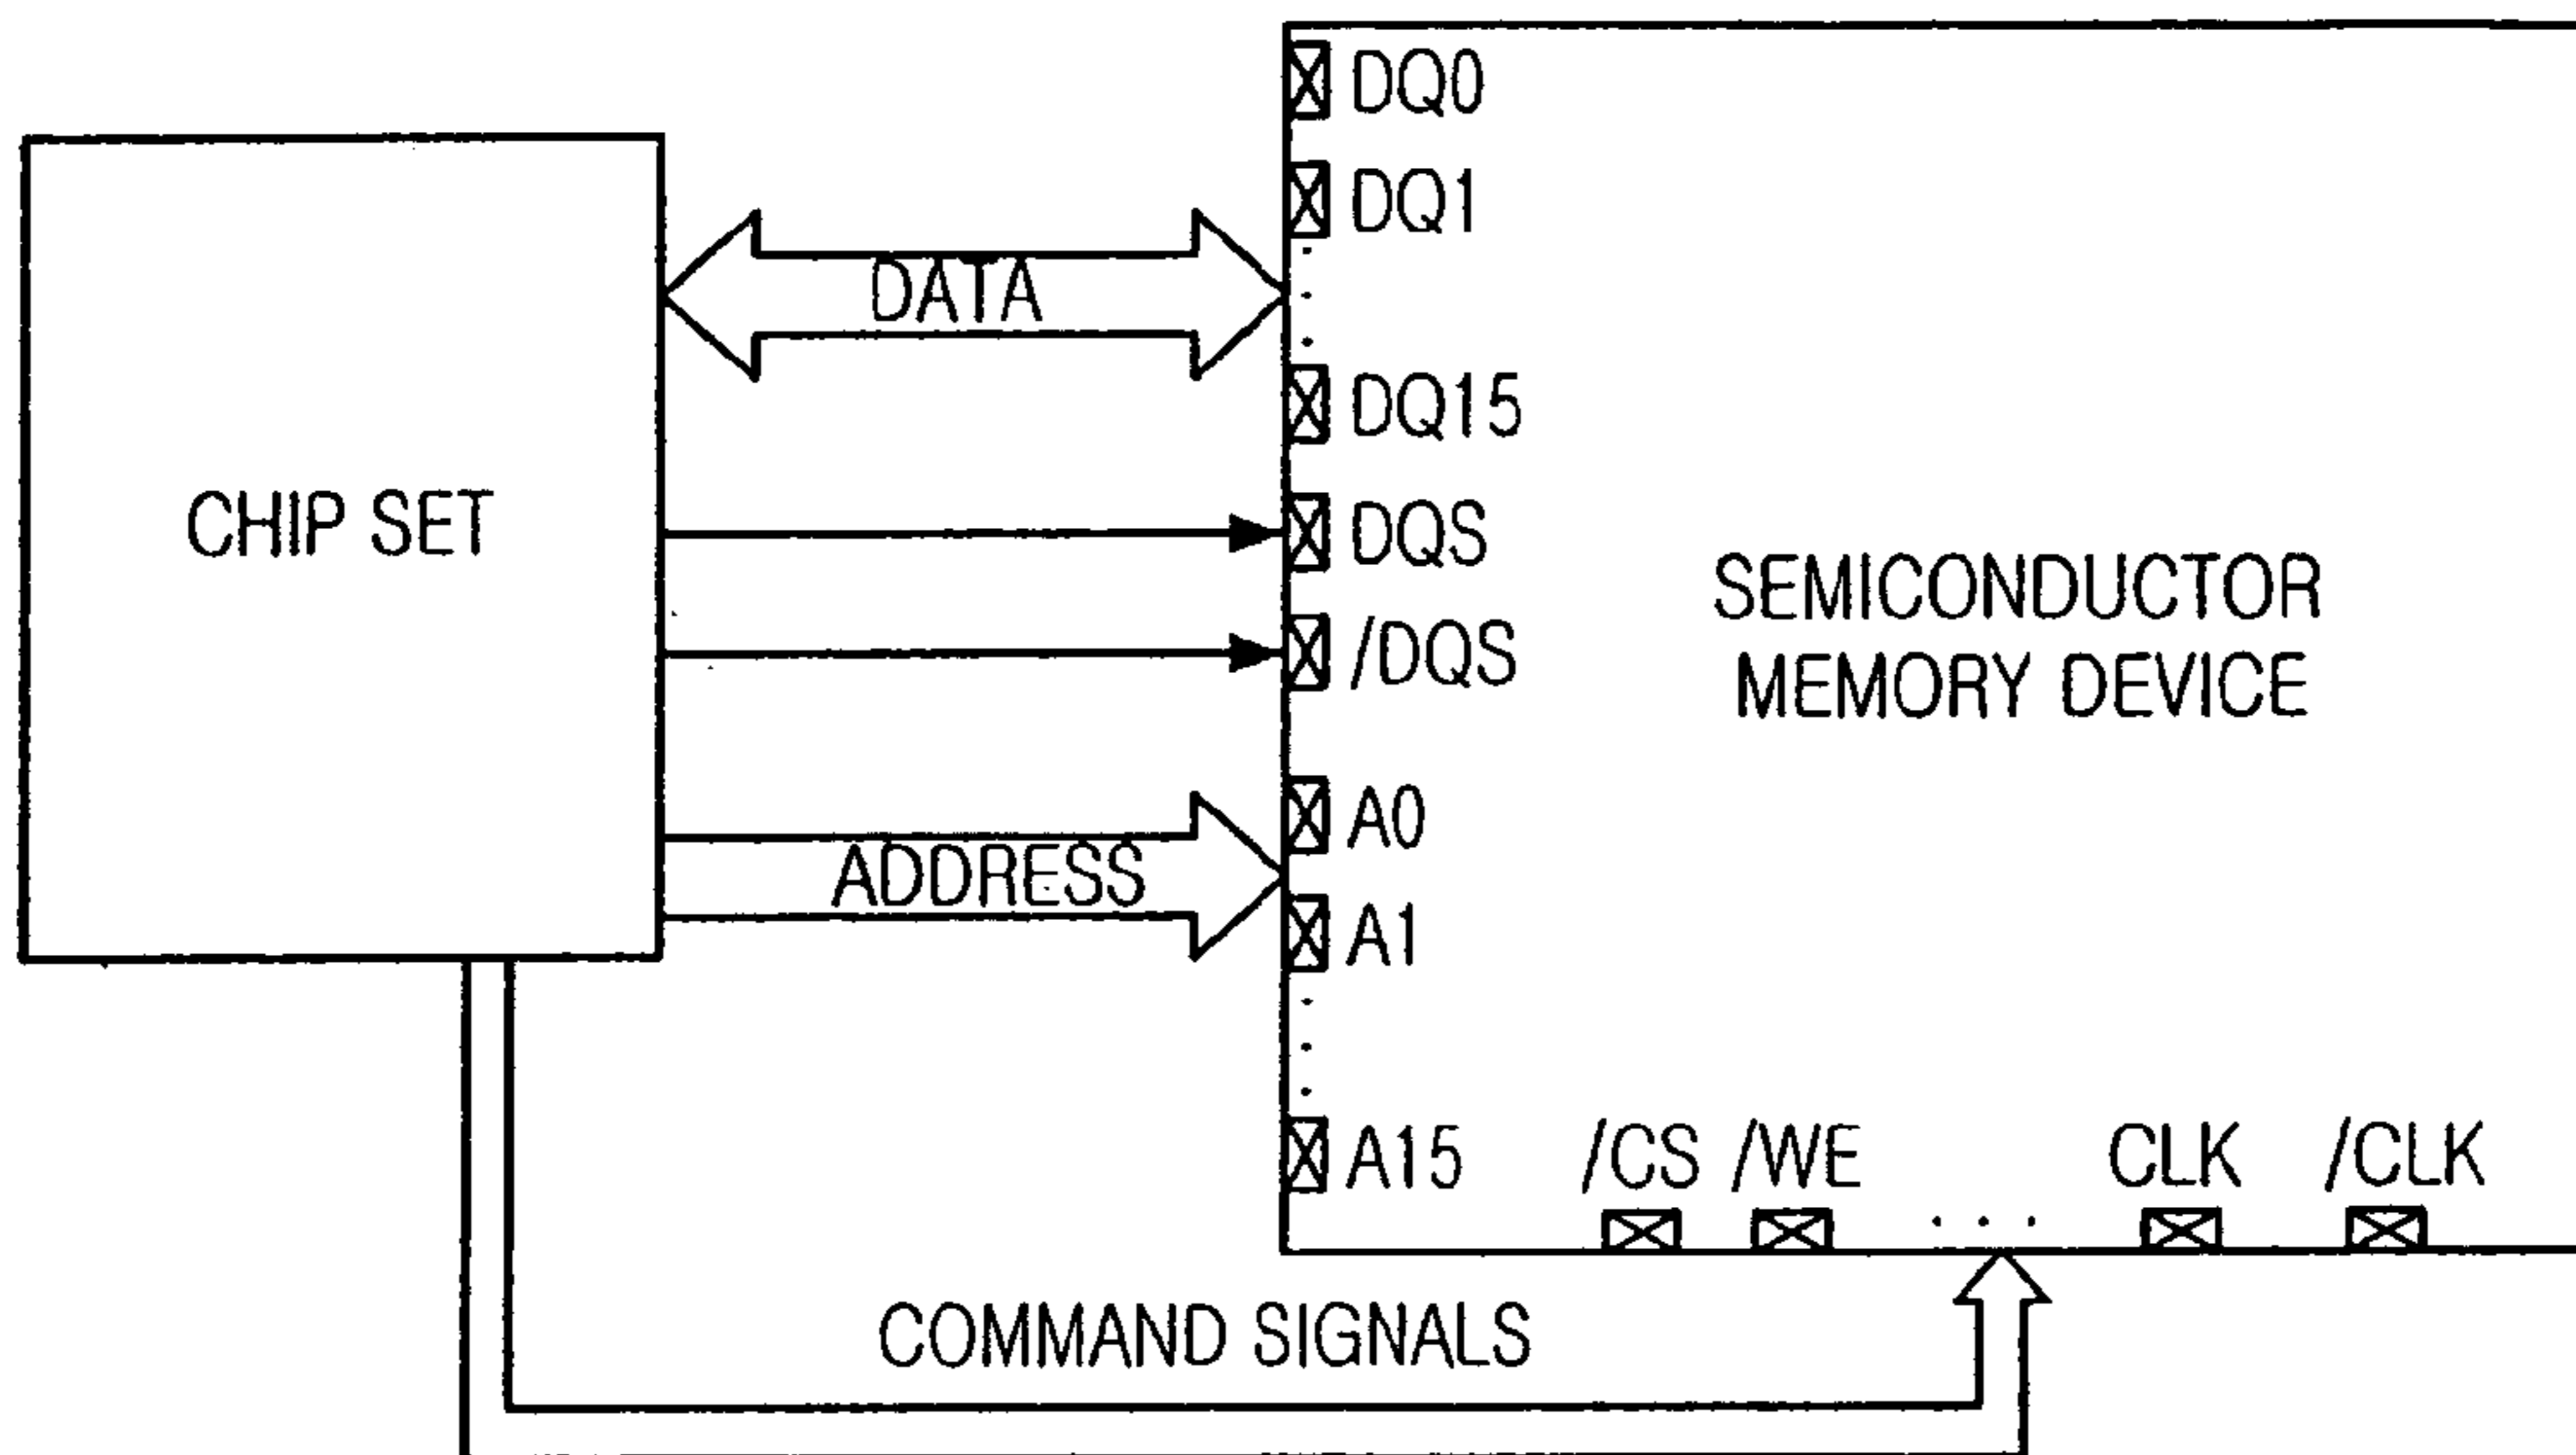 DQ0
DQ1
DATA
DQ15
CHIP SET
DQS
/DQS
SEMICONDUCTOR
MEMORY DEVICE
A0
ADDRESS
A1
A15
/CS /WE CLK /CLK
COMMAND SIGNALS